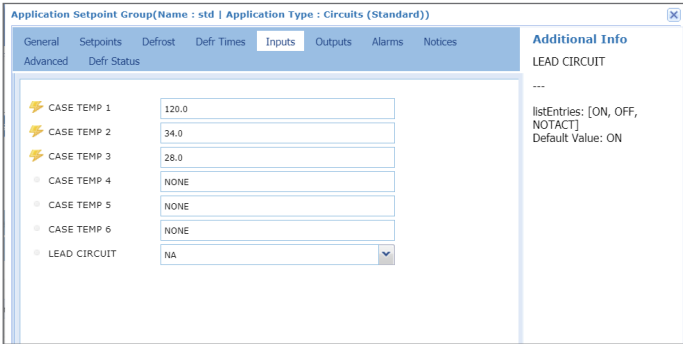 Application Setpoint Group(Name : std | Application Type : Circuits (Standard))
General Setpoints Defrost Defr Times Inputs Outputs Alarms Notices
Advanced Defr Status
CASE TEMP 1 120.0
CASE TEMP 2 34.0
CASE TEMP 3 28.0
CASE TEMP 4 NONE
CASE TEMP 5 NONE
CASE TEMP 6 NONE
LEAD CIRCUIT NA
Additional Info
LEAD CIRCUIT
---
listEntries: [ON, OFF,
NOTACT]
Default Value: ON